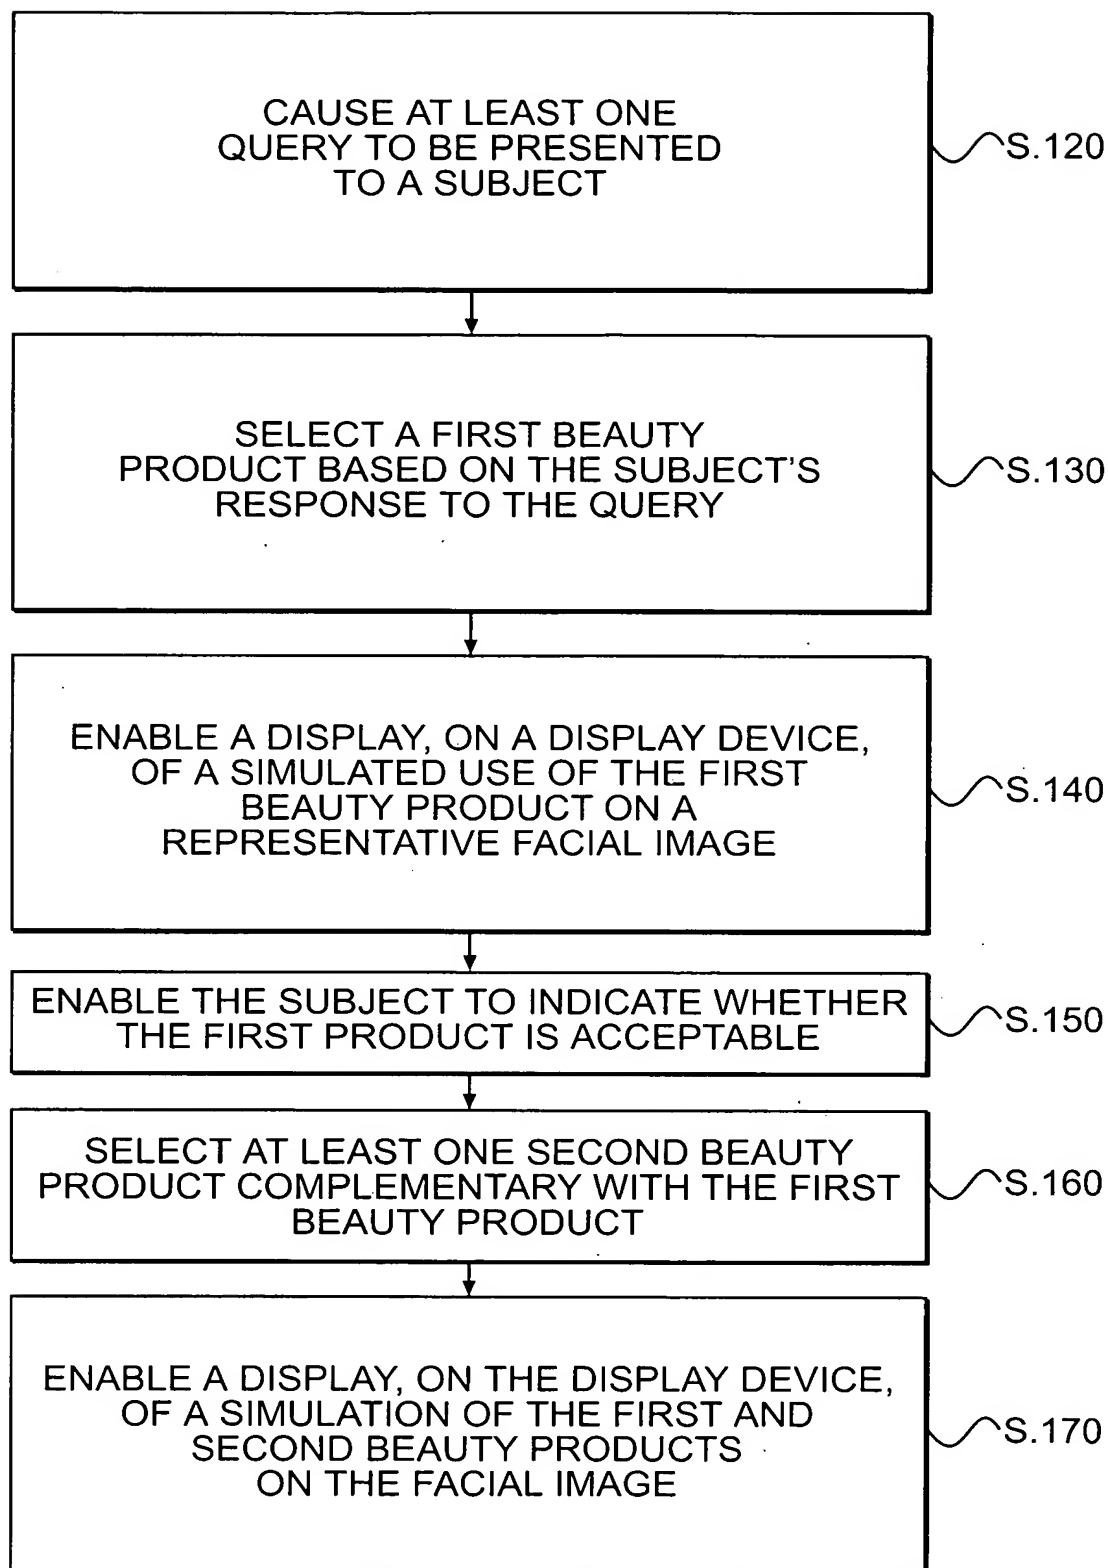 CAUSE AT LEAST ONE
QUERY TO BE PRESENTED
TO A SUBJECT
S.120
SELECT A FIRST BEAUTY
PRODUCT BASED ON THE SUBJECT'S
RESPONSE TO THE QUERY
S.130
ENABLE A DISPLAY, ON A DISPLAY DEVICE,
OF A SIMULATED USE OF THE FIRST
BEAUTY PRODUCT ON A
REPRESENTATIVE FACIAL IMAGE
S.140
ENABLE THE SUBJECT TO INDICATE WHETHER
THE FIRST PRODUCT IS ACCEPTABLE
S.150
SELECT AT LEAST ONE SECOND BEAUTY
PRODUCT COMPLEMENTARY WITH THE FIRST
BEAUTY PRODUCT
S.160
ENABLE A DISPLAY, ON THE DISPLAY DEVICE,
OF A SIMULATION OF THE FIRST AND
SECOND BEAUTY PRODUCTS
ON THE FACIAL IMAGE
S.170